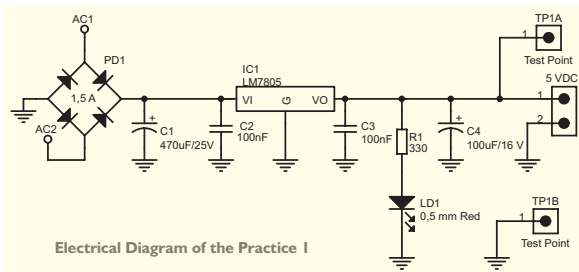 AC1
TP1A
1
Test Point
PD1
IC1
LM7805
5 VDC
1,5 A
VI
G
VO
1
2
AC2
C1
470uF/25V
C2
100nF
C3
100nF
R1
330
C4
100uF/16 V
LD1
0,5 mm Red
TP1B
1
Test Point
Electrical Diagram of the Practice 1
+
+